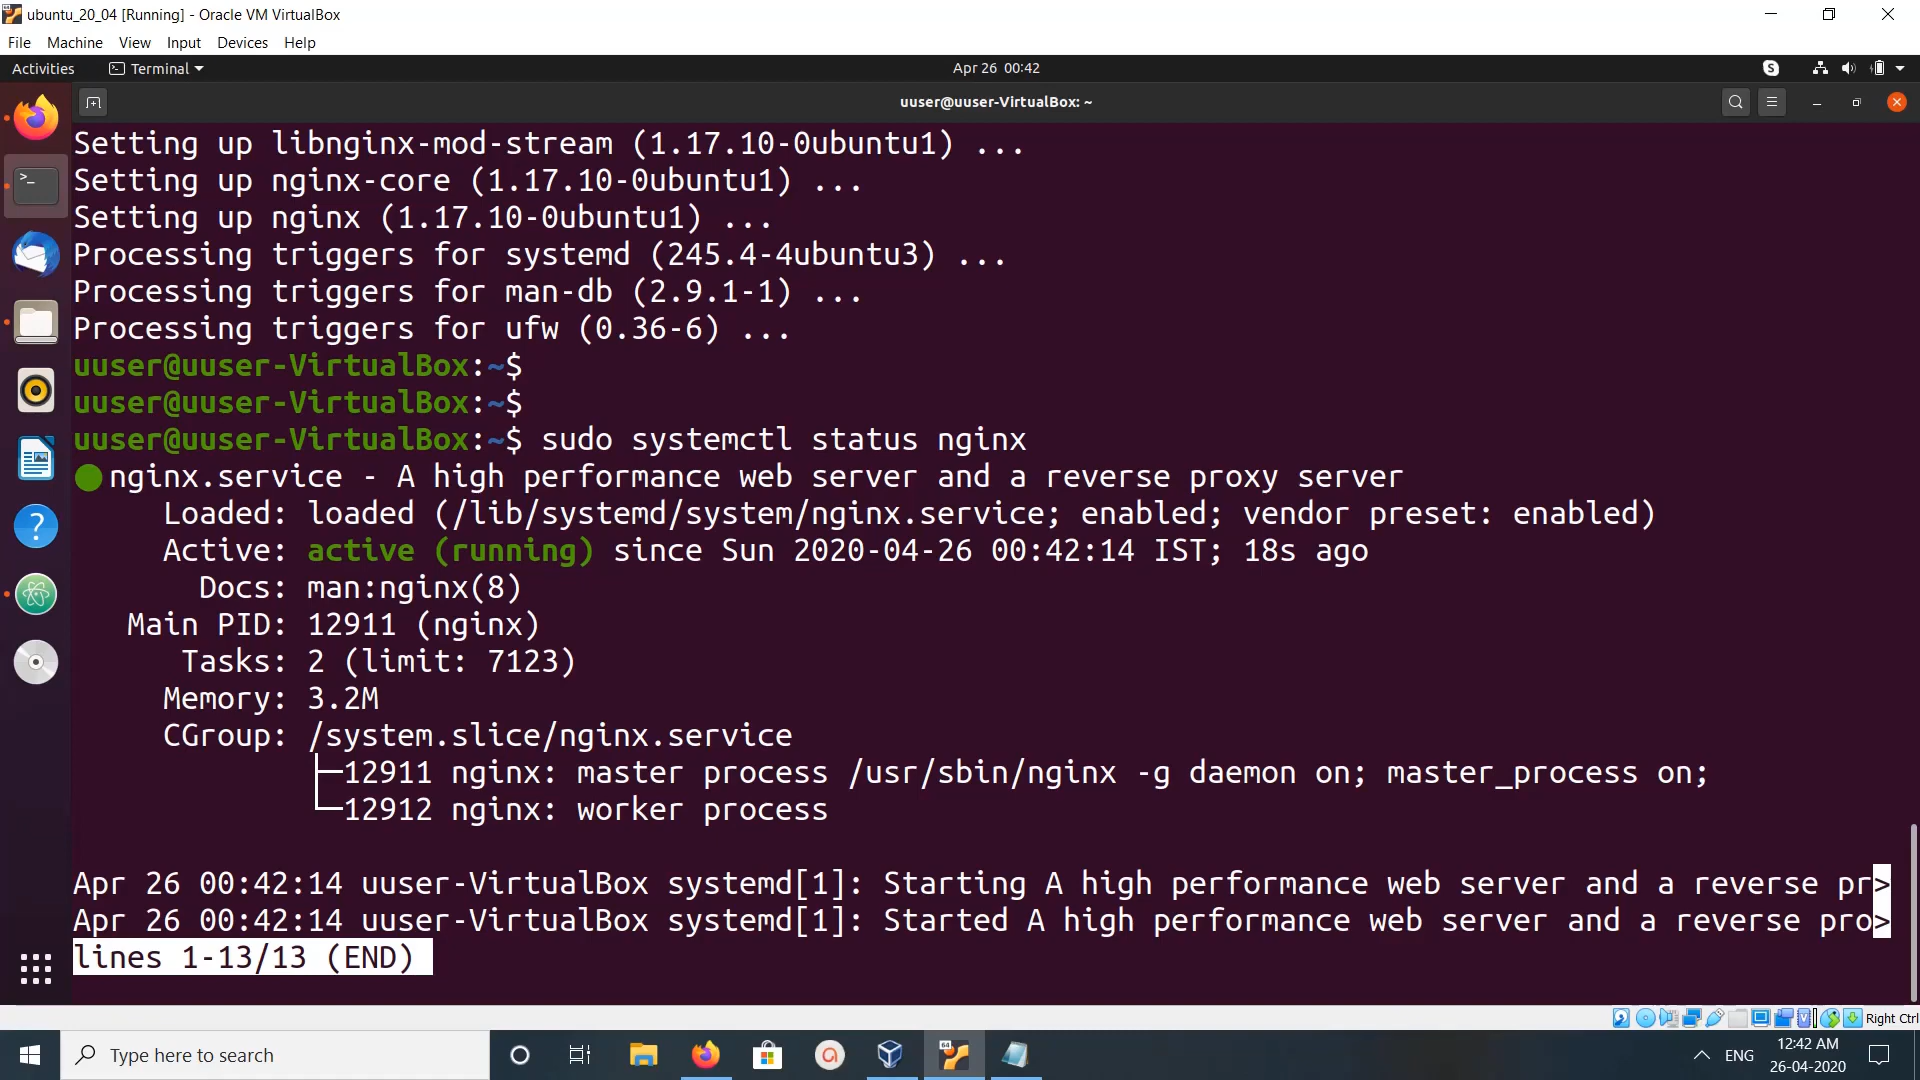 ubuntu_20_04 [Running] - Oracle VM VirtualBox
File Machine View Input Devices Help
Activities Terminal Apr 26 00:42
uuser@uuser-VirtualBox: ~
Setting up libnginx-mod-stream (1.17.10-0ubuntu1) ...
Setting up nginx-core (1.17.10-0ubuntu1) ...
Setting up nginx (1.17.10-0ubuntu1) ...
Processing triggers for systemd (245.4-4ubuntu3) ...
Processing triggers for man-db (2.9.1-1) ...
Processing triggers for ufw (0.36-6) ...
uuser@uuser-VirtualBox:~$
uuser@uuser-VirtualBox:~$
uuser@uuser-VirtualBox:~$ sudo systemctl status nginx
● nginx.service - A high performance web server and a reverse proxy server
Loaded: loaded (/lib/systemd/system/nginx.service; enabled; vendor preset: enabled)
Active: active (running) since Sun 2020-04-26 00:42:14 IST; 18s ago
Docs: man:nginx(8)
Main PID: 12911 (nginx)
Tasks: 2 (limit: 7123)
Memory: 3.2M
CGroup: /system.slice/nginx.service
├─12911 nginx: master process /usr/sbin/nginx -g daemon on; master_process on;
└─12912 nginx: worker process
Apr 26 00:42:14 uuser-VirtualBox systemd[1]: Starting A high performance web server and a reverse pr>
Apr 26 00:42:14 uuser-VirtualBox systemd[1]: Started A high performance web server and a reverse pro>
lines 1-13/13 (END)
Right Ctrl
Type here to search
ENG
12:42 AM
26-04-2020